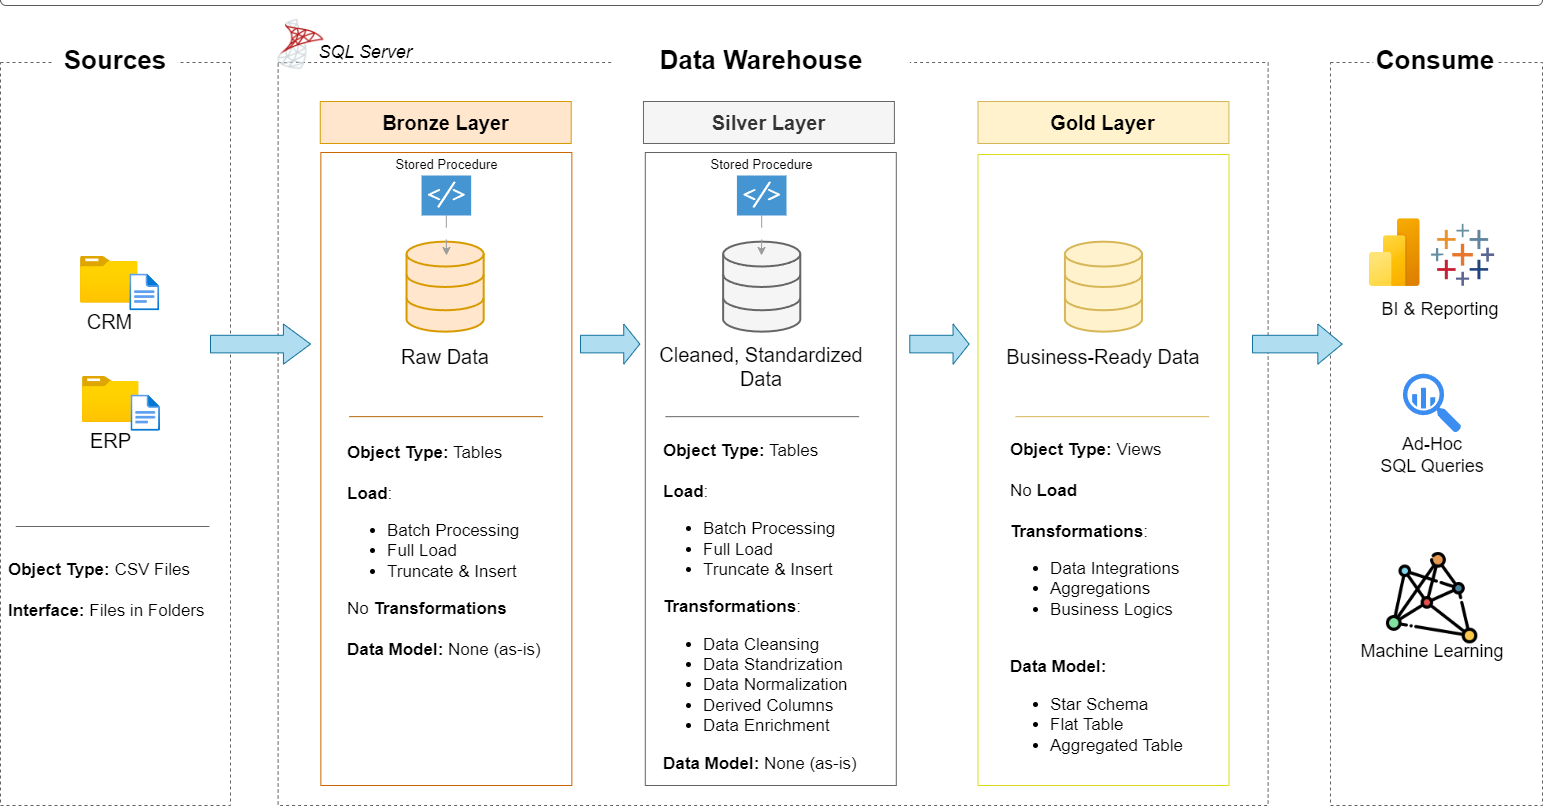 Sources
CRM
ERP
Object Type: CSV Files
Interface: Files in Folders
SQL Server
Data Warehouse
Bronze Layer
Stored Procedure
</>
Raw Data
Object Type: Tables
Load:
• Batch Processing
• Full Load
• Truncate & Insert
No Transformations
Data Model: None (as-is)
Silver Layer
Stored Procedure
</>
Cleaned, Standardized
Data
Object Type: Tables
Load:
• Batch Processing
• Full Load
• Truncate & Insert
Transformations:
• Data Cleansing
• Data Standrization
• Data Normalization
• Derived Columns
• Data Enrichment
Data Model: None (as-is)
Gold Layer
Business-Ready Data
Object Type: Views
No Load
Transformations:
• Data Integrations
• Aggregations
• Business Logics
Data Model:
• Star Schema
• Flat Table
• Aggregated Table
Consume
BI & Reporting
Ad-Hoc
SQL Queries
Machine Learning